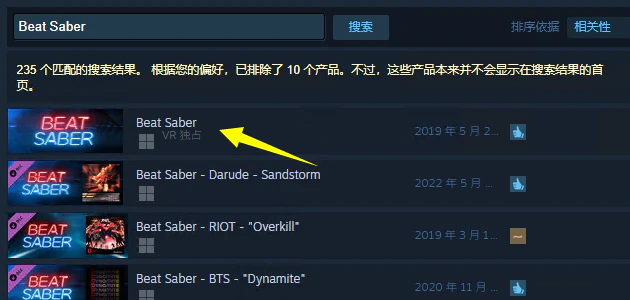 Beat Saber
搜索
排序依据
相关性
235 个匹配的搜索结果。 根据您的偏好，已排除了 10 个产品。不过，这些产品本来并不会显示在搜索结果的首
页。
BEAT
SABER
Beat Saber
VR 独占
2019 年 5 月 2...
BEAT
SABER
Beat Saber - Darude - Sandstorm
2022 年 5 月 ...
BEAT
SABER
Beat Saber - RIOT - "Overkill"
2019 年 3 月 1...
BEAT
SABER
Beat Saber - BTS - "Dynamite"
2020 年 11 月 ...